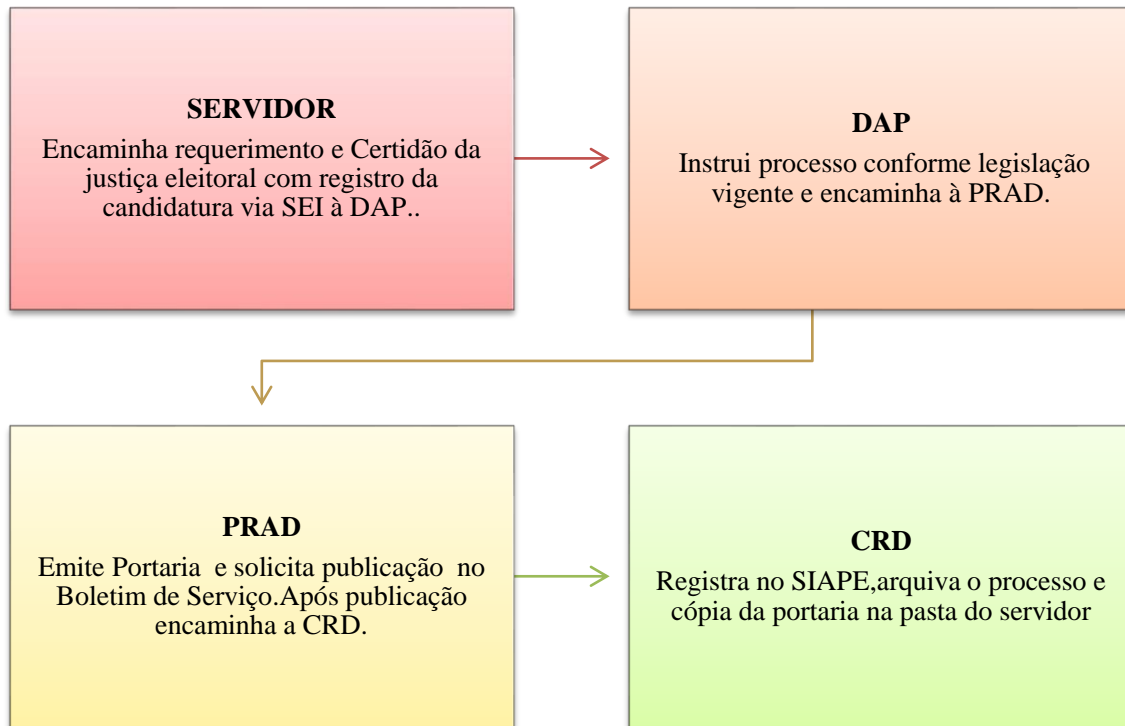 SERVIDOR
Encaminha requerimento e Certidão da
justiça eleitoral com registro da
candidatura via SEI à DAP..
DAP
Instrui processo conforme legislação
vigente e encaminha à PRAD.
PRAD
Emite Portaria  e solicita publicação  no
Boletim de Serviço.Após publicação
encaminha a CRD.
CRD
Registra no SIAPE,arquiva o processo e
cópia da portaria na pasta do servidor